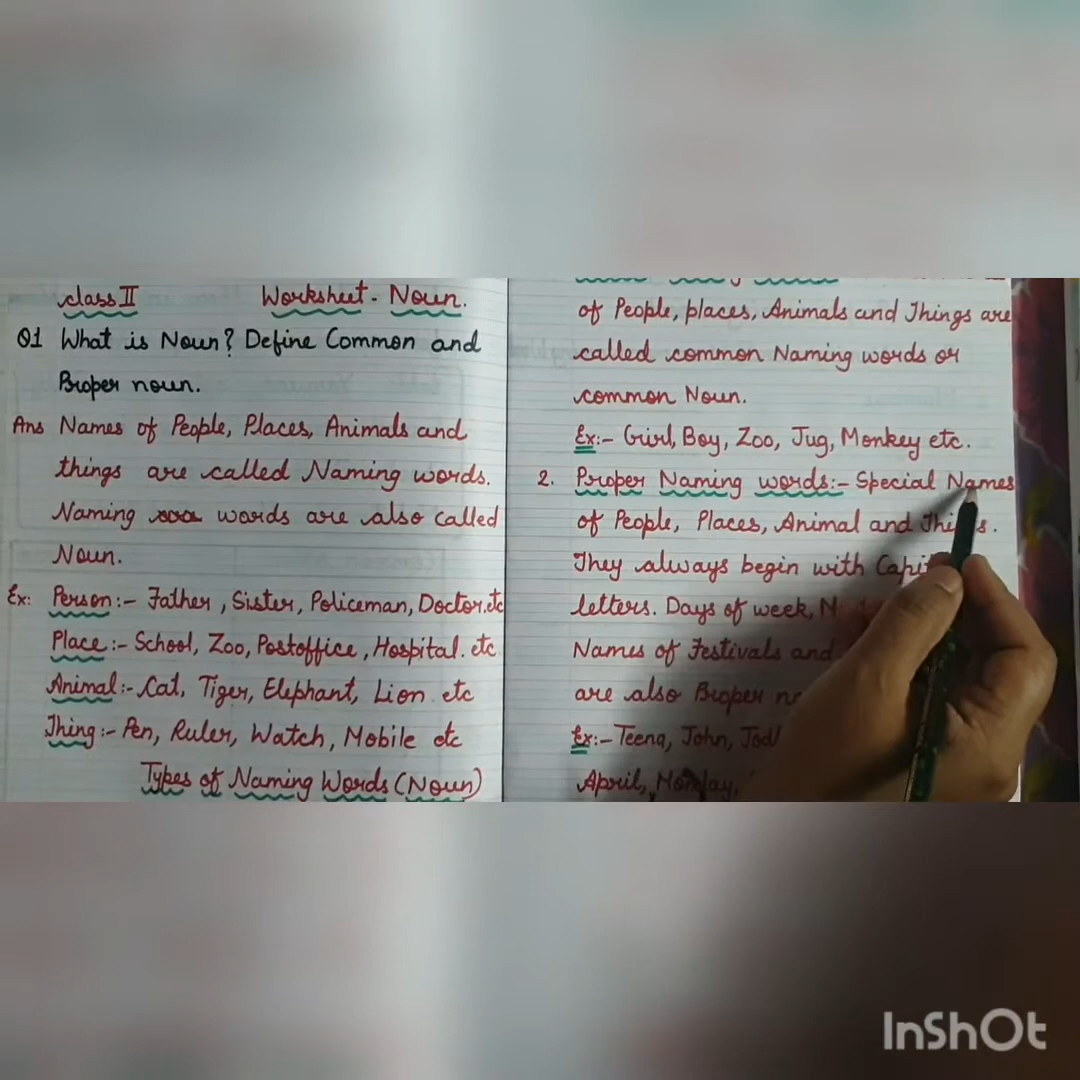 class II Worksheet - Noun.
Q1 What is Noun? Define Common and
Proper noun.
Ans Names of People, Places, Animals and
things are called Naming words.
Naming words are also called
Noun.
Ex: Person:- Father, Sister, Policeman, Doctor.etc
Place:- School, Zoo, Postoffice, Hospital. etc
Animal:- Cat, Tiger, Elephant, Lion etc
Thing:- Pen, Ruler, Watch, Mobile etc
Types of Naming Words (Noun)
of People, places, Animals and Things are
called common Naming words or
common Noun.
Ex:- Girl, Boy, Zoo, Jug, Monkey etc.
2. Proper Naming words:- Special Names
of People, Places, Animal and
They always begin with
letters. Days of week,
Names of Festivals and
are also Proper
Ex:- Teena, John,
April, Monday,
InShOt